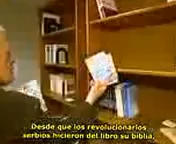 Desde que los revolucionarios
serbios hicieron del libro su biblia,